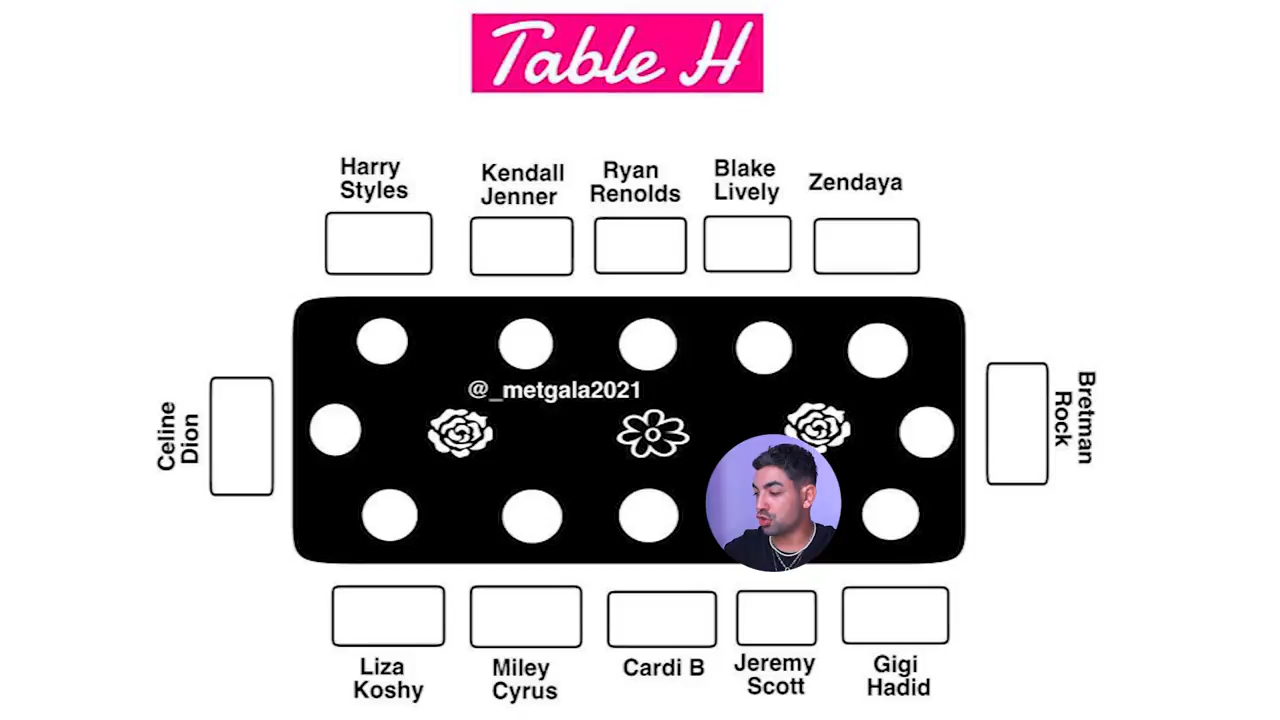 Table H
Harry
Styles
Kendall
Jenner
Ryan
Renolds
Blake
Lively
Zendaya
@_metgala2021
Celine
Dion
Bretman
Rock
Liza
Koshy
Miley
Cyrus
Cardi B
Jeremy
Scott
Gigi
Hadid